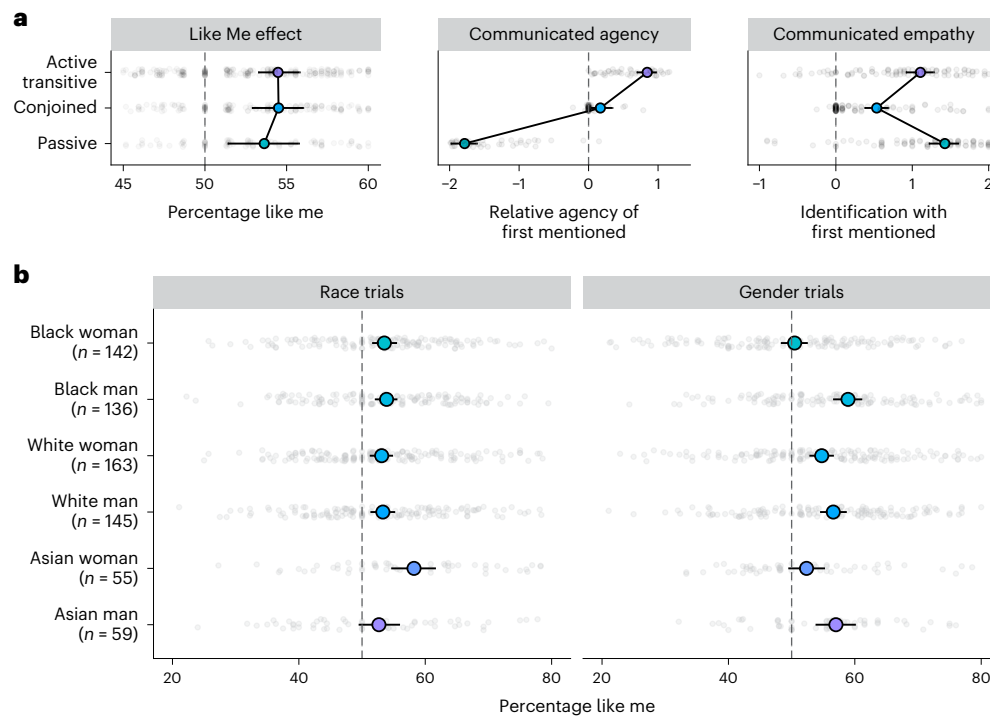 a
Like Me effect
Communicated agency
Communicated empathy
Active
transitive
Conjoined
Passive
45 50 55 60
−2 −1 0 1
−1 0 1 2
Percentage like me
Relative agency of
first mentioned
Identification with
first mentioned
b
Race trials
Gender trials
Black woman
(n = 142)
Black man
(n = 136)
White woman
(n = 163)
White man
(n = 145)
Asian woman
(n = 55)
Asian man
(n = 59)
20 40 60 80
20 40 60 80
Percentage like me